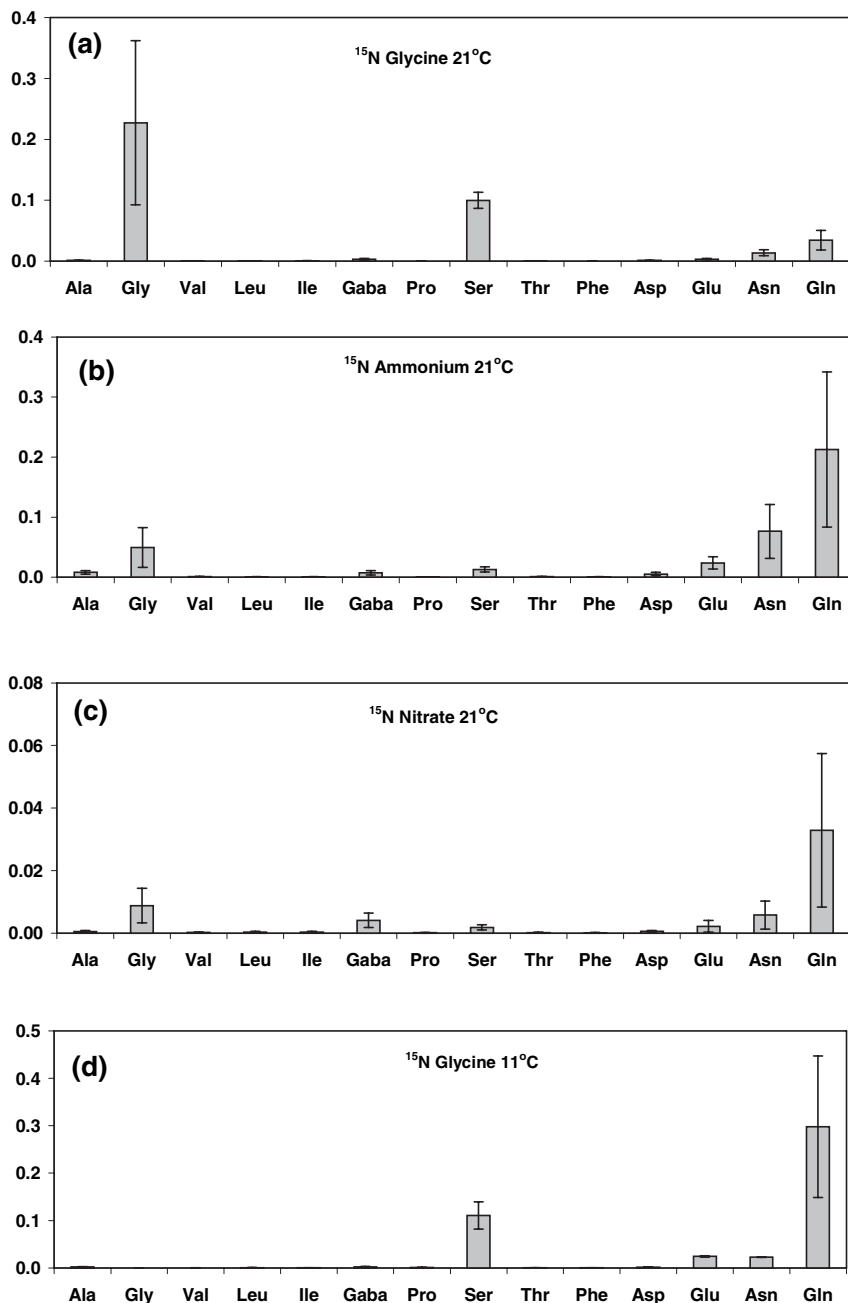 (a)
¹⁵N Glycine 21°C
0.4
0.3
0.2
0.1
0.0
Ala Gly Val Leu Ile Gaba Pro Ser Thr Phe Asp Glu Asn Gln
(b)
¹⁵N Ammonium 21°C
0.4
0.3
0.2
0.1
0.0
Ala Gly Val Leu Ile Gaba Pro Ser Thr Phe Asp Glu Asn Gln
(c)
¹⁵N Nitrate 21°C
0.08
0.06
0.04
0.02
0.00
Ala Gly Val Leu Ile Gaba Pro Ser Thr Phe Asp Glu Asn Gln
(d)
¹⁵N Glycine 11°C
0.5
0.4
0.3
0.2
0.1
0.0
Ala Gly Val Leu Ile Gaba Pro Ser Thr Phe Asp Glu Asn Gln